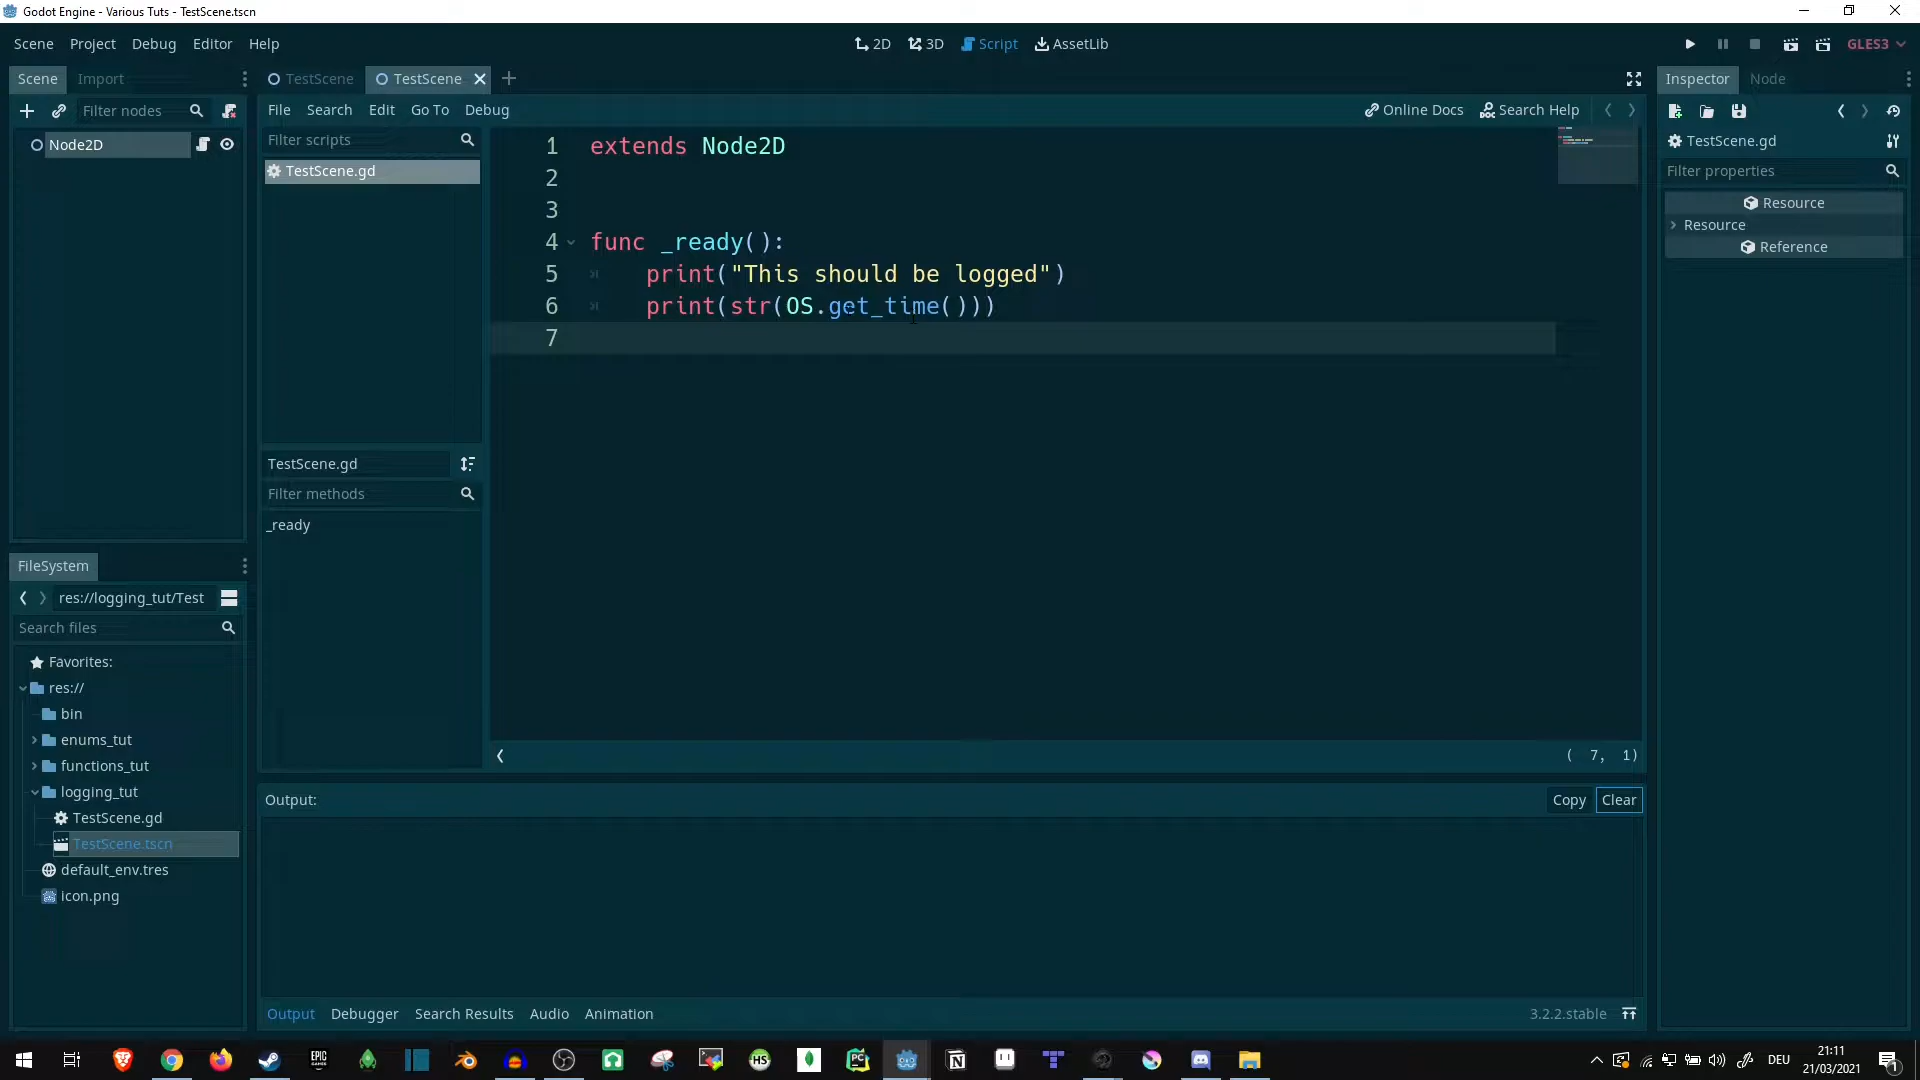 Godot Engine - Various Tuts - TestScene.tscn
Scene Project Debug Editor Help
2D 3D Script AssetLib
GLES3
Scene Import
TestScene TestScene
Inspector Node
Filter nodes
File Search Edit Go To Debug
Online Docs Search Help
Node2D
Filter scripts
TestScene.gd
1 extends Node2D
2
3
4 func _ready():
5 print("This should be logged")
6 print(str(OS.get_time()))
7
TestScene.gd
Filter methods
_ready
( 7, 1)
TestScene.gd
Filter properties
Resource
Resource
Reference
FileSystem
res://logging_tut/Test
Search files
Favorites:
res://
bin
enums_tut
functions_tut
logging_tut
TestScene.gd
TestScene.tscn
default_env.tres
icon.png
Output:
Copy Clear
Output Debugger Search Results Audio Animation
3.2.2.stable
EPIC GAMES
HS
PC
DEU
21:11
21/03/2021
1